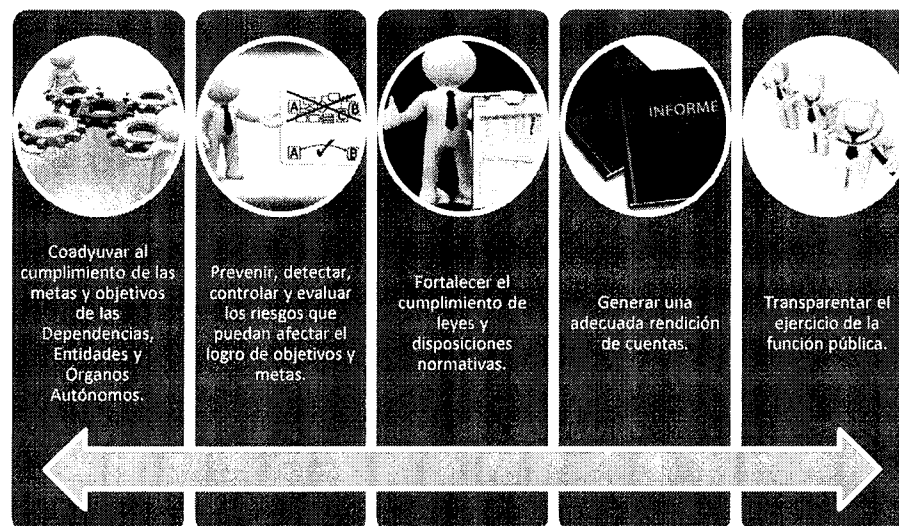 A
B
A
B
INFORME
Coadyuvar al
cumplimiento de las
metas y objetivos
de las
Dependencias,
Entidades y
Órganos
Autónomos.
Prevenir, detectar,
controlar y evaluar
los riesgos que
puedan afectar el
logro de objetivos y
metas.
Fortalecer el
cumplimiento de
leyes y
disposiciones
normativas.
Generar una
adecuada rendición
de cuentas.
Transparentar el
ejercicio de la
función pública.